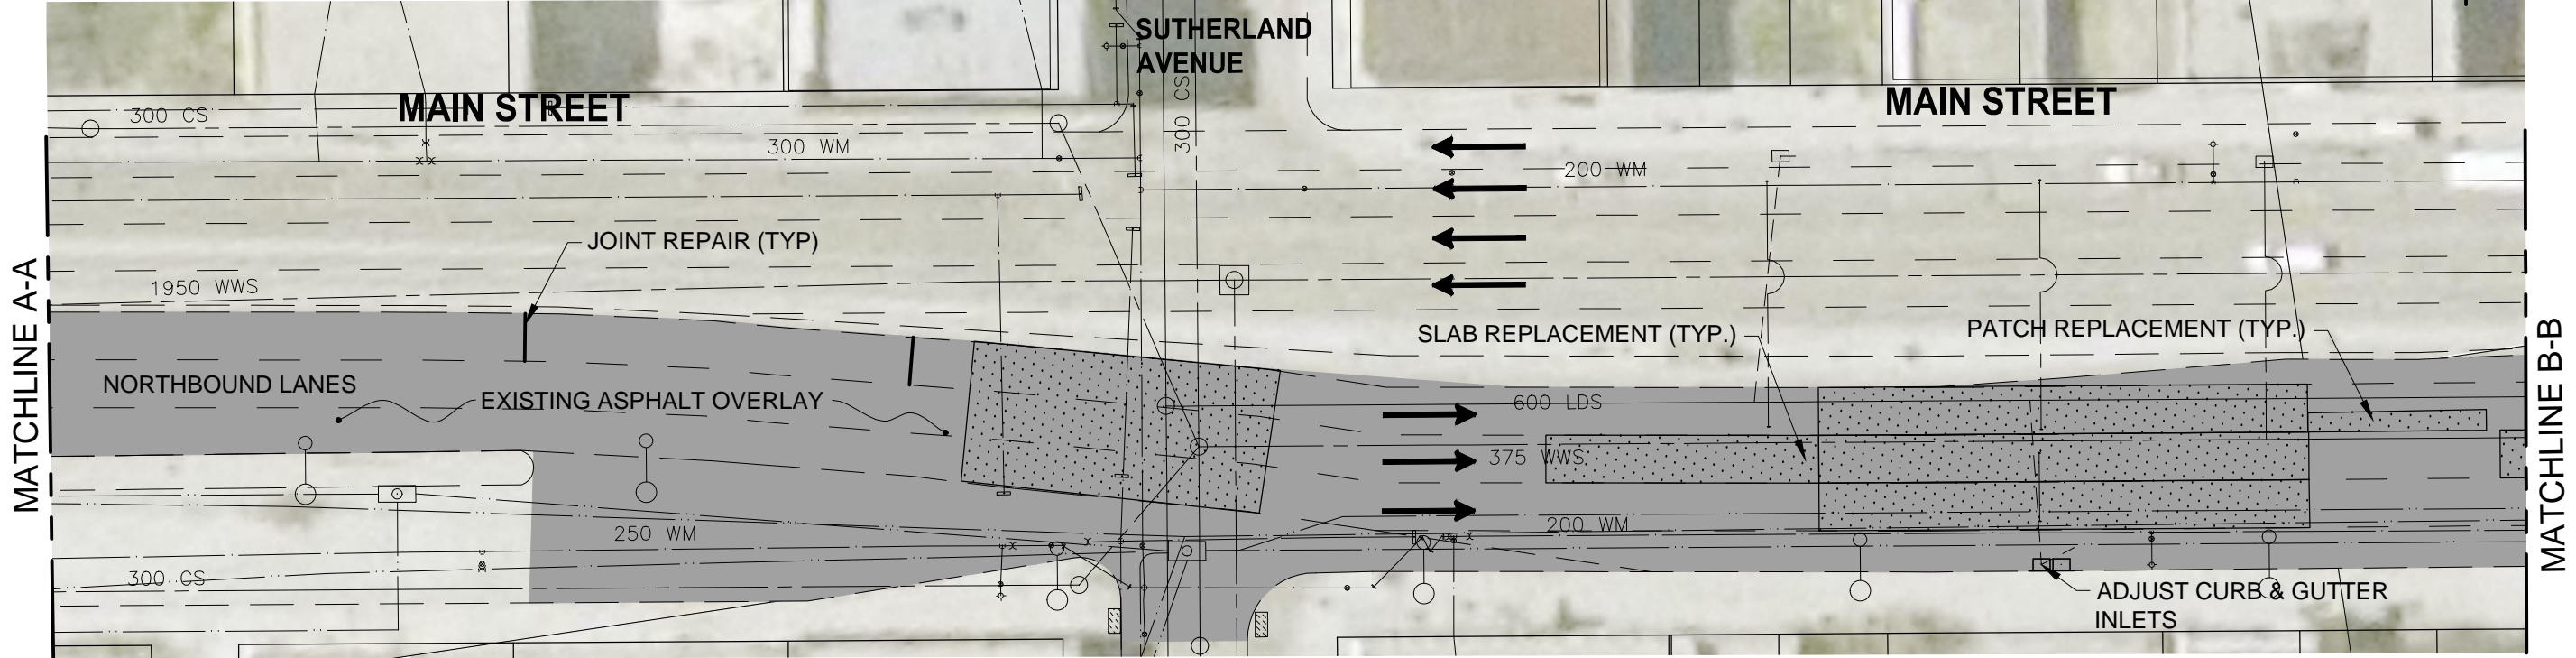 SUTHERLAND
AVENUE
MAIN STREET
MAIN STREET
300 CS
300 CS
300 WM
200 WM
JOINT REPAIR (TYP)
1950 WWS
SLAB REPLACEMENT (TYP.)
PATCH REPLACEMENT (TYP.)
MATCHLINE A-A
MATCHLINE B-B
NORTHBOUND LANES
EXISTING ASPHALT OVERLAY
600 LDS
375 WWS
250 WM
200 WM
300 CS
ADJUST CURB & GUTTER
INLETS